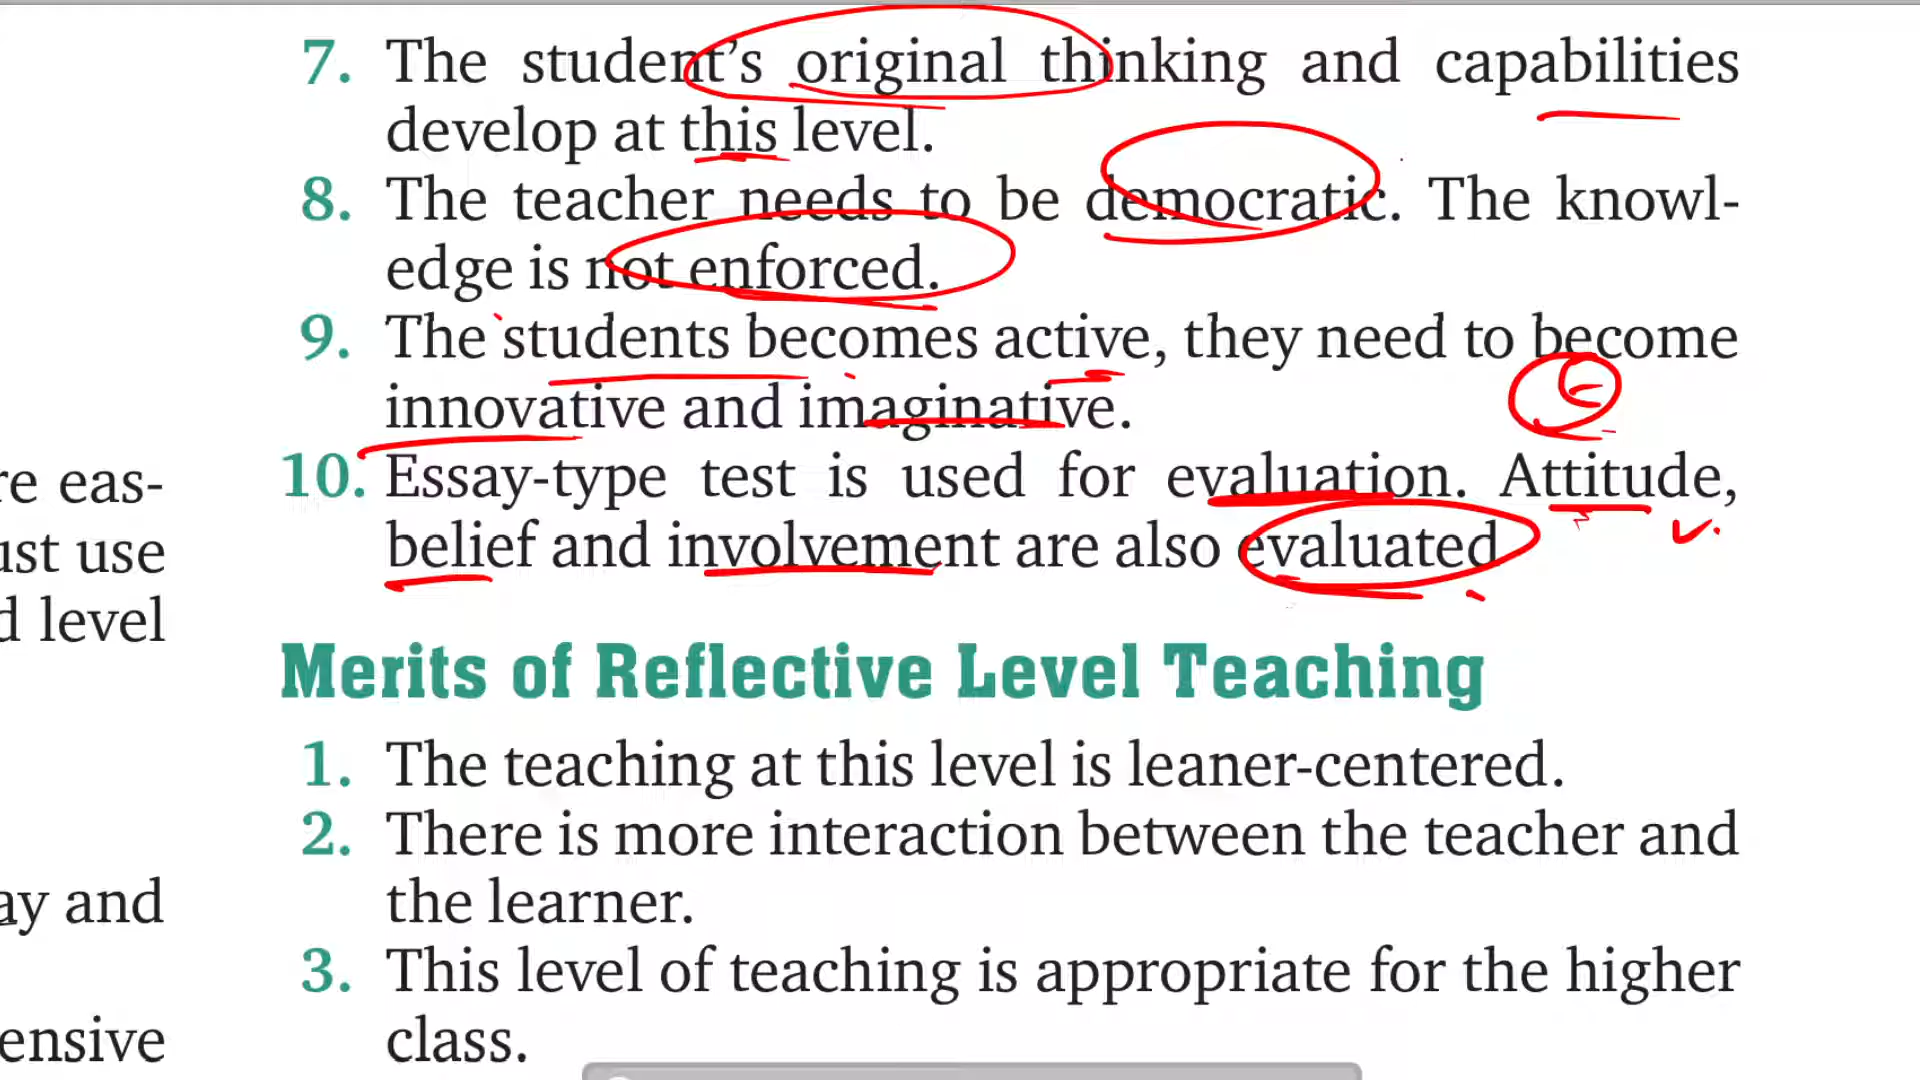 7. The student's original thinking and capabilities
develop at this level.
8. The teacher needs to be democratic. The knowl-
edge is not enforced.
9. The students becomes active, they need to become
innovative and imaginative.
10. Essay-type test is used for evaluation. Attitude,
belief and involvement are also evaluated
Merits of Reflective Level Teaching
1. The teaching at this level is leaner-centered.
2. There is more interaction between the teacher and
the learner.
3. This level of teaching is appropriate for the higher
class.
re eas-
ust use
d level
ay and
ensive